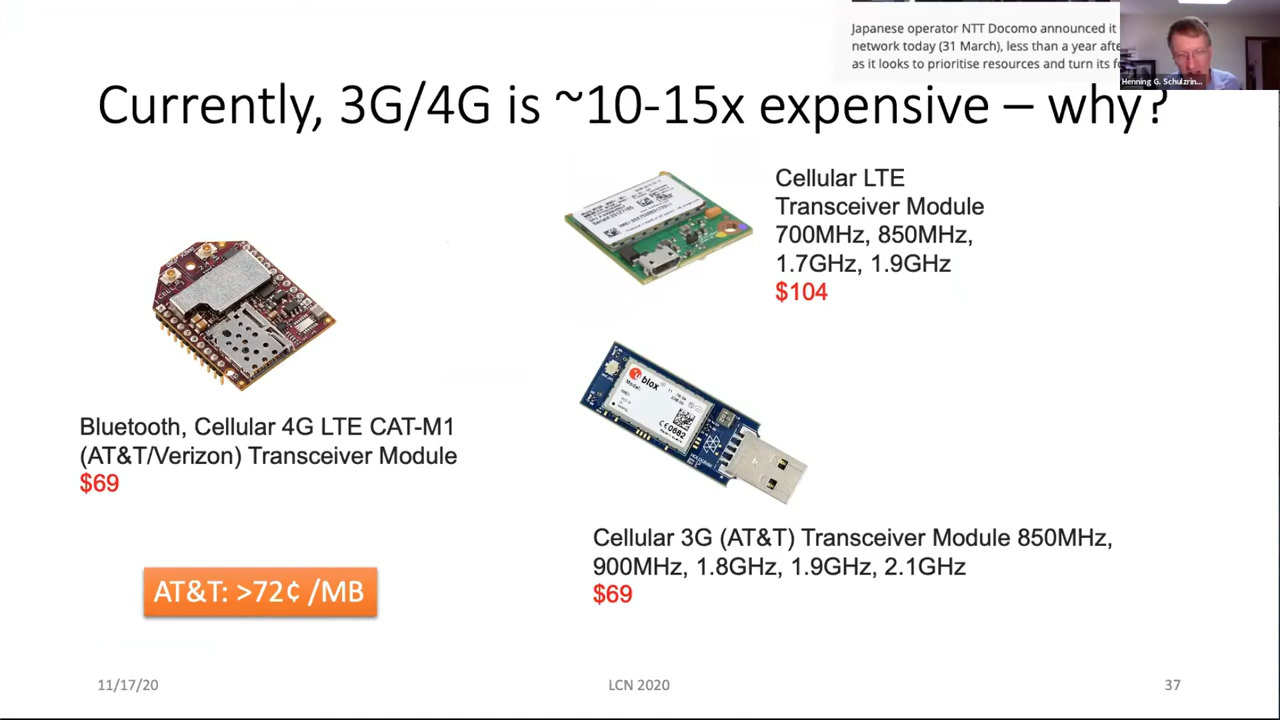 Japanese operator NTT Docomo announced it
network today (31 March), less than a year afte
as it looks to prioritise resources and turn its fo
Henning G. Schulzrin...
Currently, 3G/4G is ~10-15x expensive – why?
Cellular LTE
Transceiver Module
700MHz, 850MHz,
1.7GHz, 1.9GHz
$104
Bluetooth, Cellular 4G LTE CAT-M1
(AT&T/Verizon) Transceiver Module
$69
blox
Cellular 3G (AT&T) Transceiver Module 850MHz,
900MHz, 1.8GHz, 1.9GHz, 2.1GHz
$69
AT&T: >72¢ /MB
11/17/20
LCN 2020
37